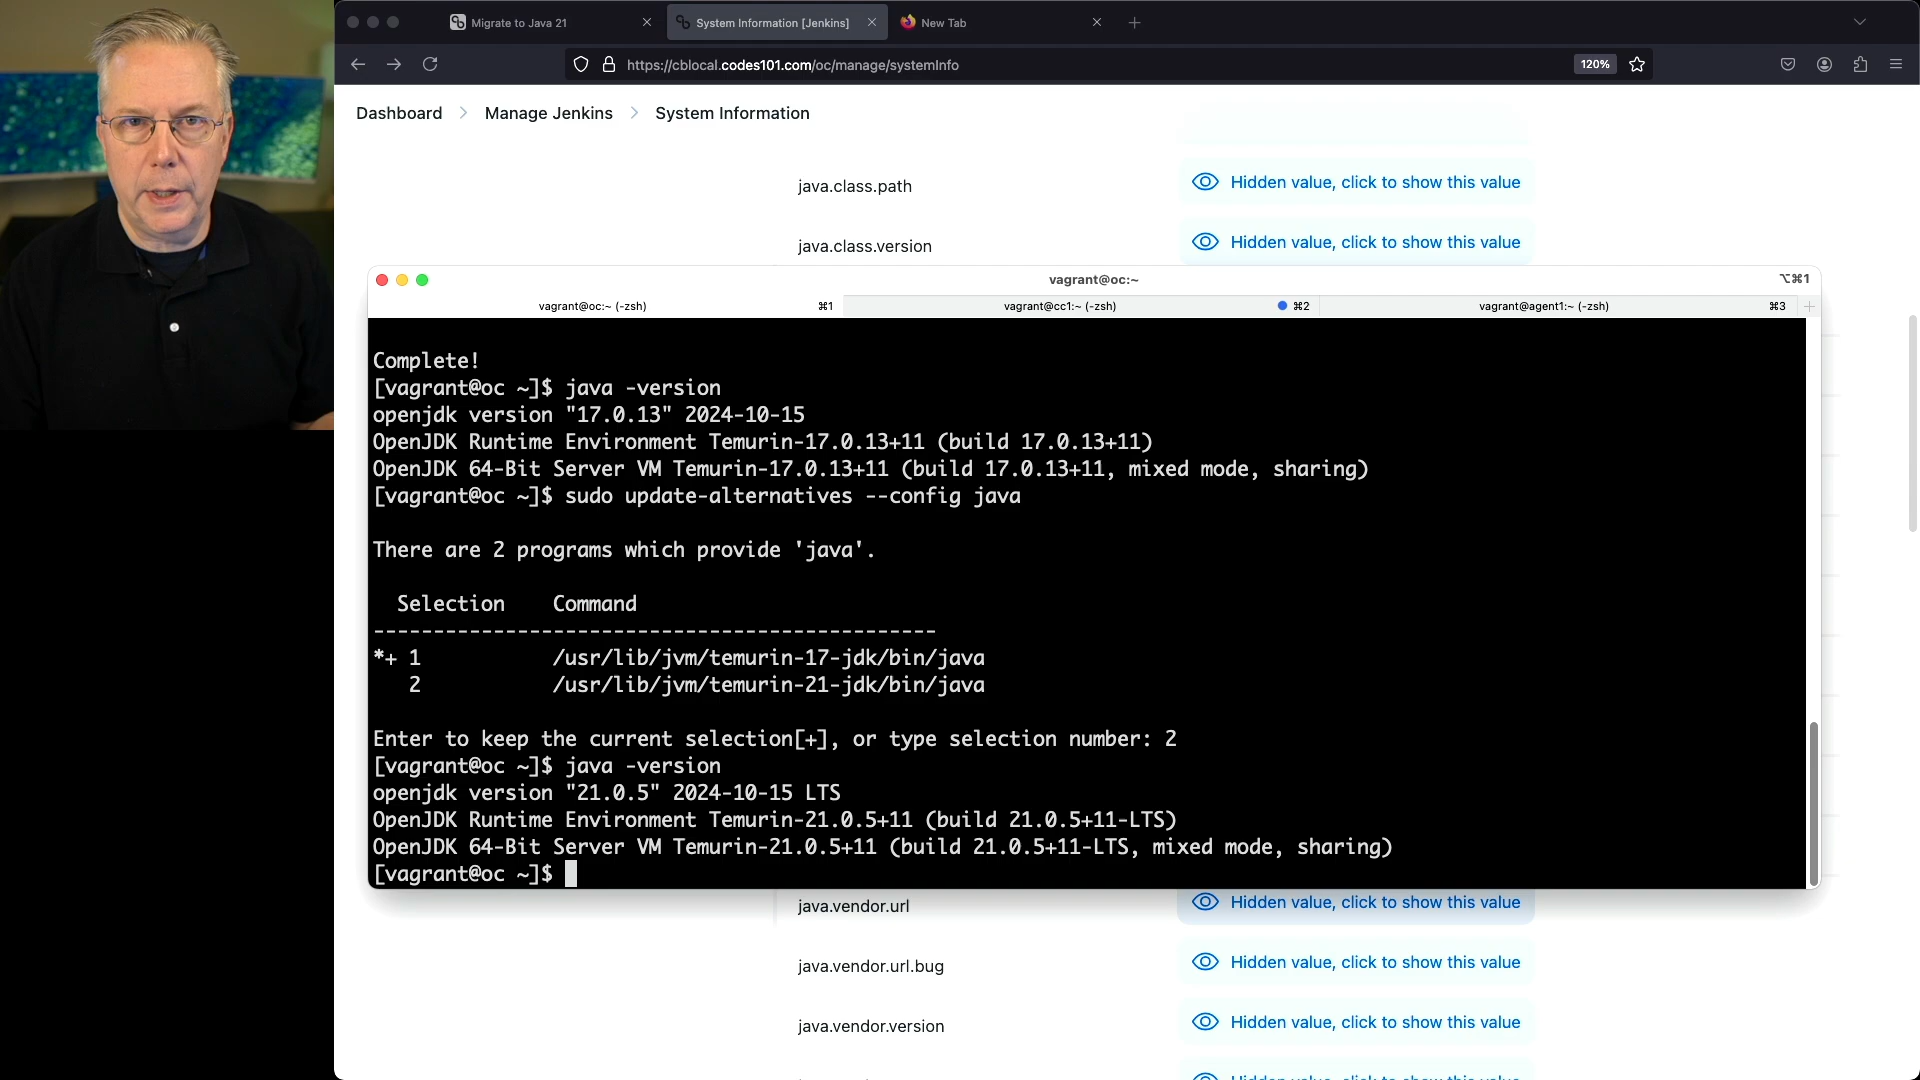 Migrate to Java 21
System Information [Jenkins]
New Tab
https://cblocal.codes101.com/oc/manage/systemInfo
120%
Dashboard
Manage Jenkins
System Information
java.class.path
Hidden value, click to show this value
java.class.version
Hidden value, click to show this value
vagrant@oc:~
⌥⌘1
vagrant@oc:~ (-zsh)
⌘1
vagrant@cc1:~ (-zsh)
⌘2
vagrant@agent1:~ (-zsh)
⌘3
Complete!
[vagrant@oc ~]$ java -version
openjdk version "17.0.13" 2024-10-15
OpenJDK Runtime Environment Temurin-17.0.13+11 (build 17.0.13+11)
OpenJDK 64-Bit Server VM Temurin-17.0.13+11 (build 17.0.13+11, mixed mode, sharing)
[vagrant@oc ~]$ sudo update-alternatives --config java
There are 2 programs which provide 'java'.
Selection    Command
-----------------------------------------------
*+ 1           /usr/lib/jvm/temurin-17-jdk/bin/java
2           /usr/lib/jvm/temurin-21-jdk/bin/java
Enter to keep the current selection[+], or type selection number: 2
[vagrant@oc ~]$ java -version
openjdk version "21.0.5" 2024-10-15 LTS
OpenJDK Runtime Environment Temurin-21.0.5+11 (build 21.0.5+11-LTS)
OpenJDK 64-Bit Server VM Temurin-21.0.5+11 (build 21.0.5+11-LTS, mixed mode, sharing)
[vagrant@oc ~]$
java.vendor.url
Hidden value, click to show this value
java.vendor.url.bug
Hidden value, click to show this value
java.vendor.version
Hidden value, click to show this value